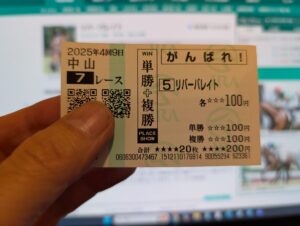 2025年4回9日
中山
7レース
WIN
単勝+複勝
PLACE
SHOW
がんばれ!
5 リバーパレイト
各☆☆☆100円
単勝 ☆☆☆100円
複勝 ☆☆☆100円
合計 ★★★★20枚 ★★★★200円